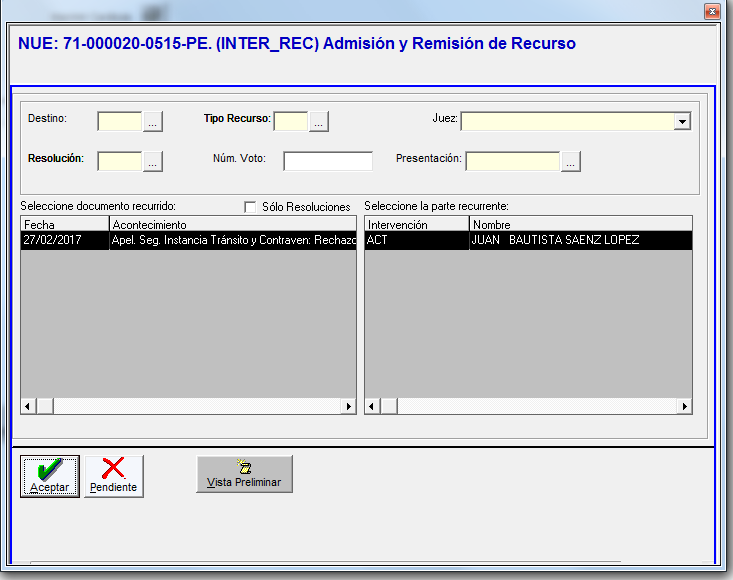 NUE: 71-000020-0515-PE. (INTER_REC) Admisión y Remisión de Recurso
Destino: ... Tipo Recurso: ... Juez:
Resolución: ... Núm. Voto: Presentación: ...
Seleccione documento recurrido: Sólo Resoluciones Seleccione la parte recurrente:
Fecha Acontecimiento Intervención Nombre
27/02/2017 Apel. Seg. Instancia Tránsito y Contraven: Rechazo ACT JUAN BAUTISTA SAENZ LOPEZ
Aceptar Pendiente Vista Preliminar